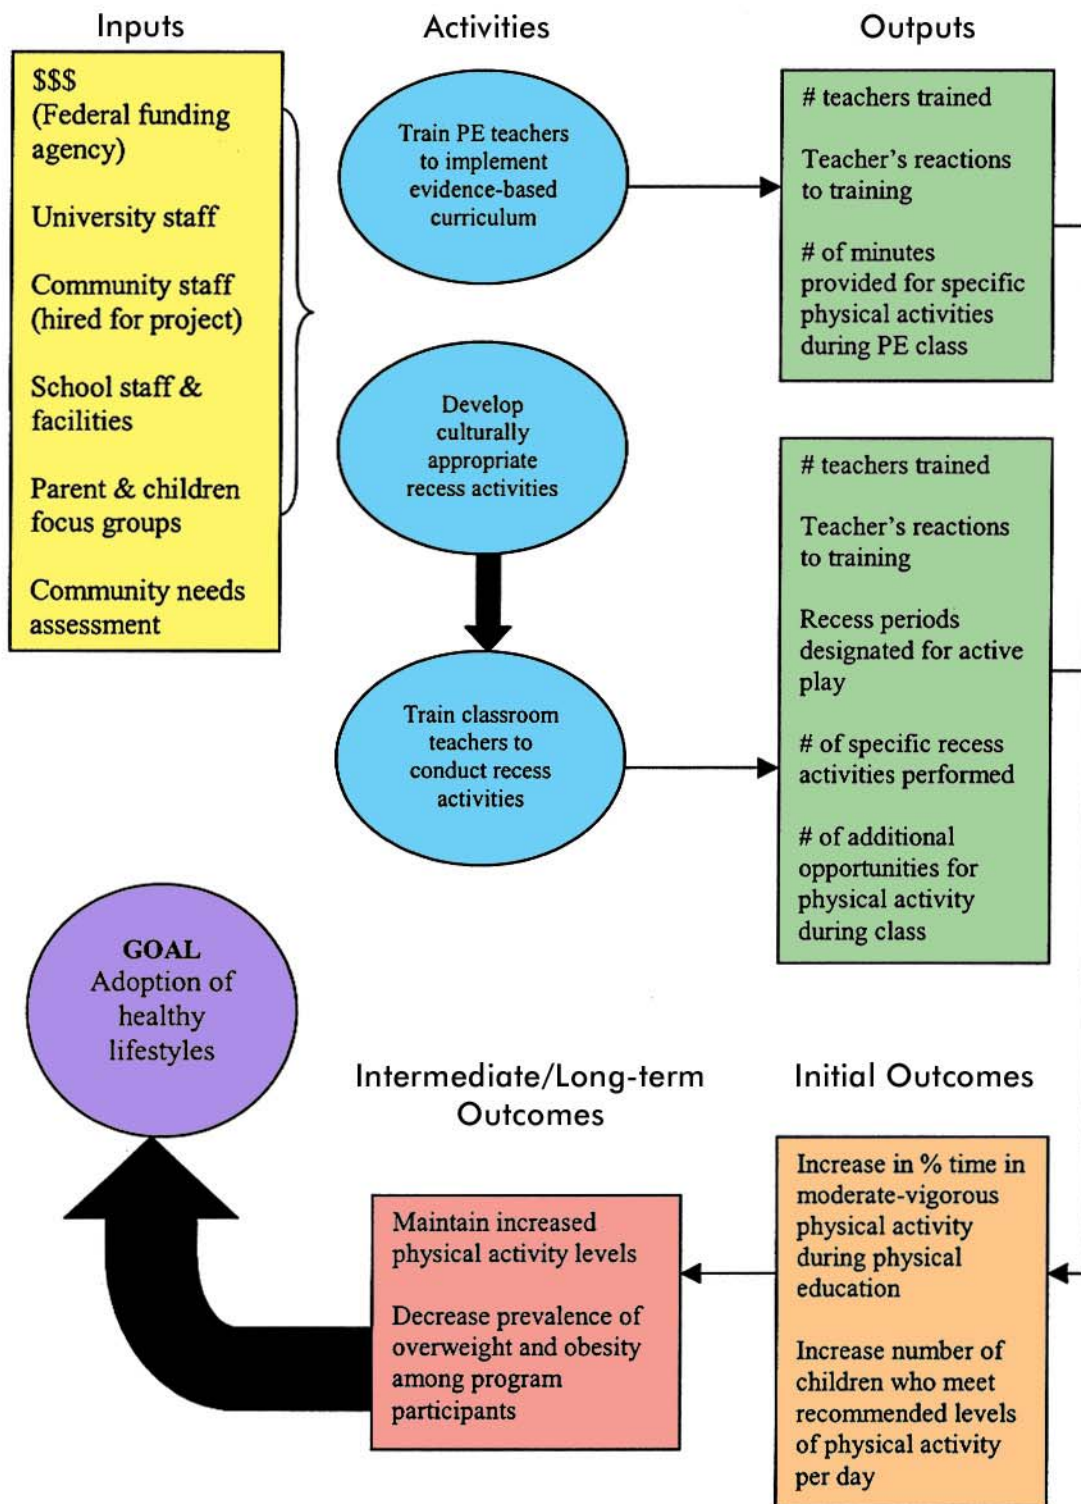 Inputs
$$$
(Federal funding
agency)
University staff
Community staff
(hired for project)
School staff &
facilities
Parent & children
focus groups
Community needs
assessment
Activities
Train PE teachers
to implement
evidence-based
curriculum
Develop
culturally
appropriate
recess activities
Train classroom
teachers to
conduct recess
activities
Outputs
# teachers trained
Teacher's reactions
to training
# of minutes
provided for specific
physical activities
during PE class
# teachers trained
Teacher's reactions
to training
Recess periods
designated for active
play
# of specific recess
activities performed
# of additional
opportunities for
physical activity
during class
Initial Outcomes
Increase in % time in
moderate-vigorous
physical activity
during physical
education
Increase number of
children who meet
recommended levels
of physical activity
per day
Intermediate/Long-term
Outcomes
Maintain increased
physical activity levels
Decrease prevalence of
overweight and obesity
among program
participants
GOAL
Adoption of
healthy
lifestyles